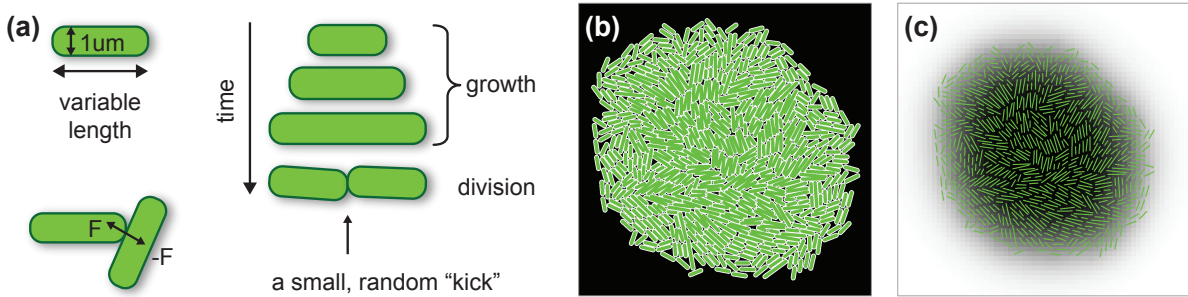 (a)
1um
variable
length
F
-F
time
growth
division
a small, random “kick”
(b)
(c)